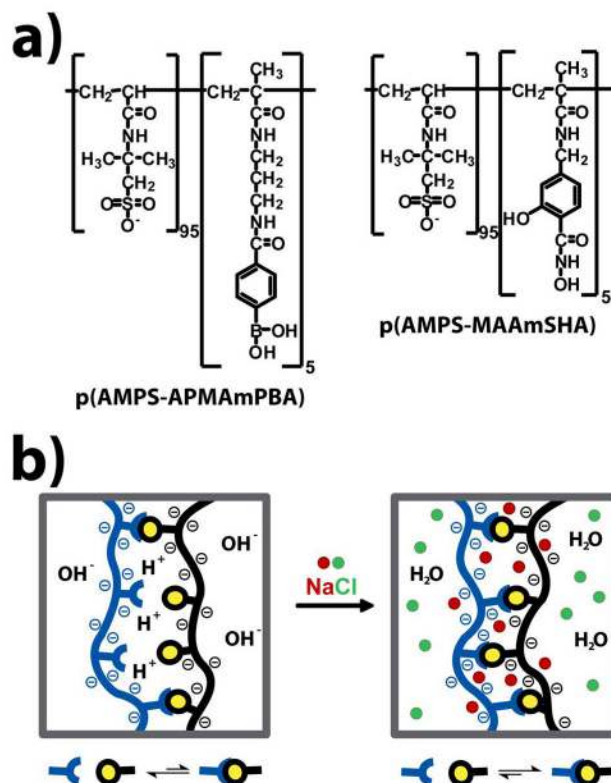 a)
CH₂-CH
C=O
NH
H₃C-C-CH₃
CH₂
O=S=O
O⁻
95
CH₃
CH₂-C
C=O
NH
CH₂
CH₂
CH₂
NH
C=O
B-OH
OH
5
p(AMPS-APMAmPBA)
CH₂-CH
C=O
NH
H₃C-C-CH₃
CH₂
O=S=O
O⁻
95
CH₃
CH₂-C
C=O
NH
CH₂
HO
C=O
NH
OH
5
p(AMPS-MAAmSHA)
b)
OH⁻
OH⁻
H⁺
H⁺
OH⁻
H⁺
NaCl
H₂O
H₂O
H₂O